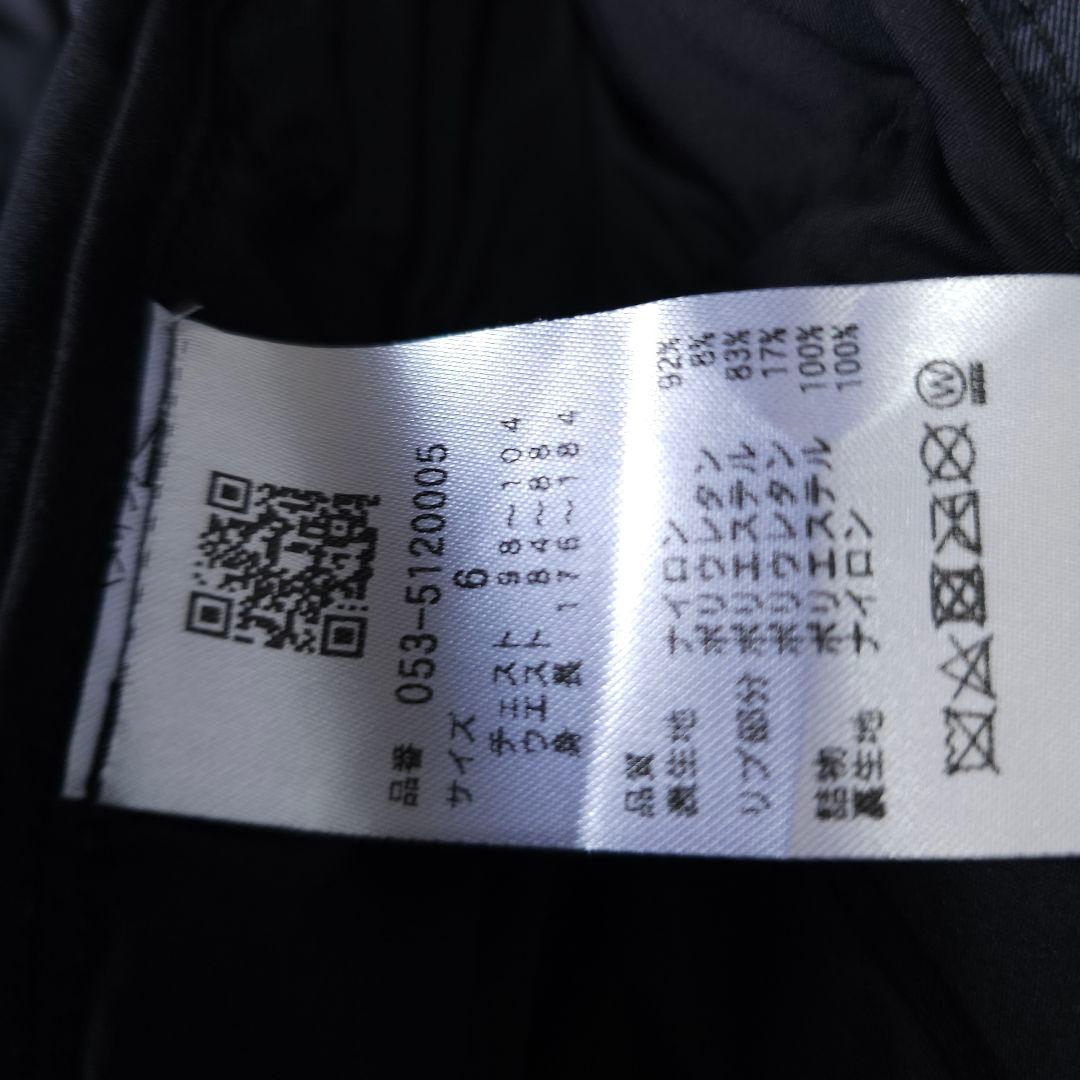 品番 053-5120005
サイズ 6
チェスト 98~104
ウエスト 84~88
身長 176~184
品質
表生地 ナイロン 92%
ポリウレタン 8%
リブ部分 ポリエステル 83%
ポリウレタン 17%
詰物 ポリエステル 100%
裏生地 ナイロン 100%
W